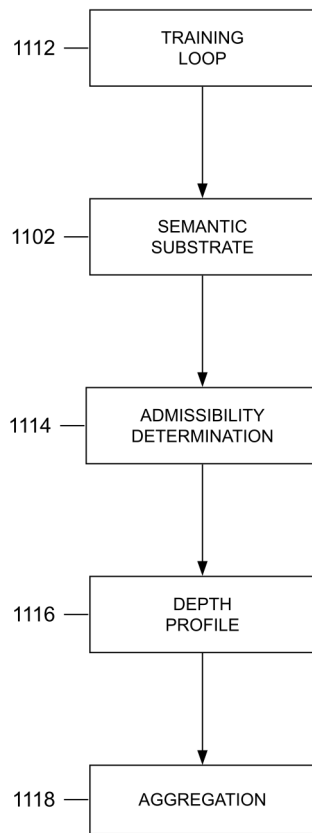 1112
TRAINING
LOOP
1102
SEMANTIC
SUBSTRATE
1114
ADMISSIBILITY
DETERMINATION
1116
DEPTH
PROFILE
1118
AGGREGATION